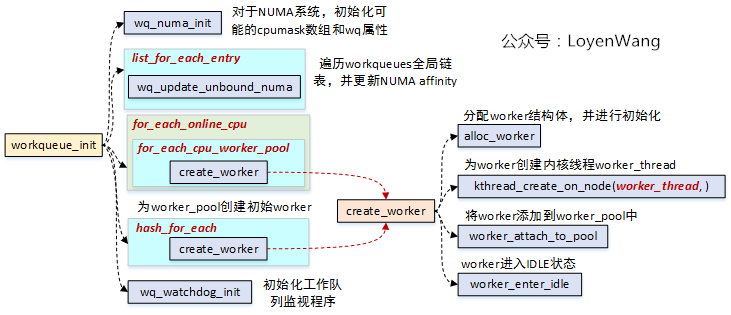 公众号：LoyenWang
wq_numa_init
对于NUMA系统，初始化可
能的cpumask数组和wq属性
list_for_each_entry
wq_update_unbound_numa
遍历workqueues全局链
表，并更新NUMA affinity
for_each_online_cpu
for_each_cpu_worker_pool
create_worker
workqueue_init
为worker_pool创建初始worker
hash_for_each
create_worker
wq_watchdog_init
初始化工作队
列监视程序
create_worker
分配worker结构体，并进行初始化
alloc_worker
为worker创建内核线程worker_thread
kthread_create_on_node(worker_thread, )
将worker添加到worker_pool中
worker_attach_to_pool
worker进入IDLE状态
worker_enter_idle